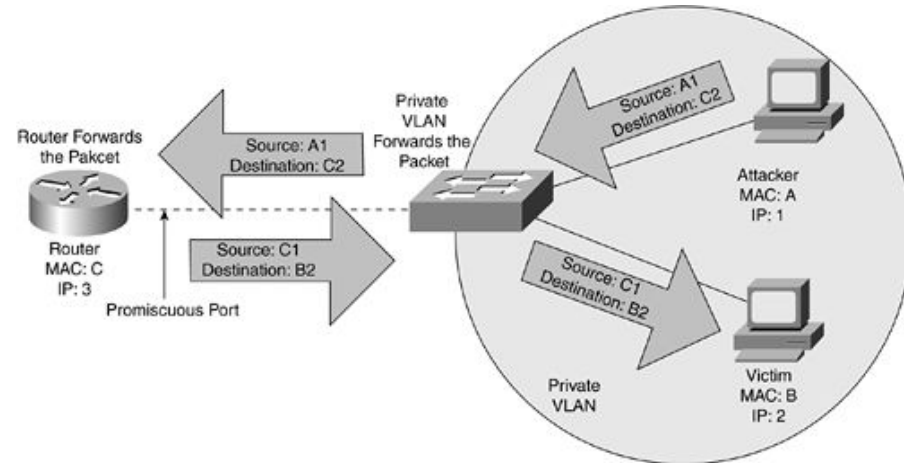 Router Forwards
the Pakcet
Source: A1
Destination: C2
Private
VLAN
Forwards the
Packet
Source: A1
Destination: C2
Attacker
MAC: A
IP: 1
Router
MAC: C
IP: 3
Promiscuous Port
Source: C1
Destination: B2
Source: C1
Destination: B2
Private
VLAN
Victim
MAC: B
IP: 2